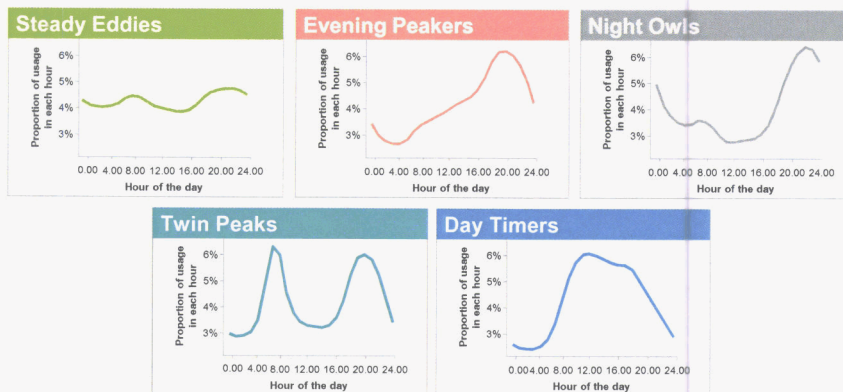 Steady Eddies
Proportion of usage
in each hour
6%
5%
4%
3%
0.00 4.00 8.00 12.00 16.00 20.00 24.00
Hour of the day
Evening Peakers
Proportion of usage
in each hour
6%
5%
4%
3%
0.00 4.00 8.00 12.00 16.00 20.00 24.00
Hour of the day
Night Owls
Proportion of usage
in each hour
6%
5%
4%
3%
0.00 4.00 8.00 12.00 16.00 20.00 24.00
Hour of the day
Twin Peaks
Proportion of usage
in each hour
6%
5%
4%
3%
0.00 4.00 8.00 12.00 16.00 20.00 24.00
Hour of the day
Day Timers
Proportion of usage
in each hour
6%
5%
4%
3%
0.00 4.00 8.00 12.00 16.00 20.00 24.00
Hour of the day